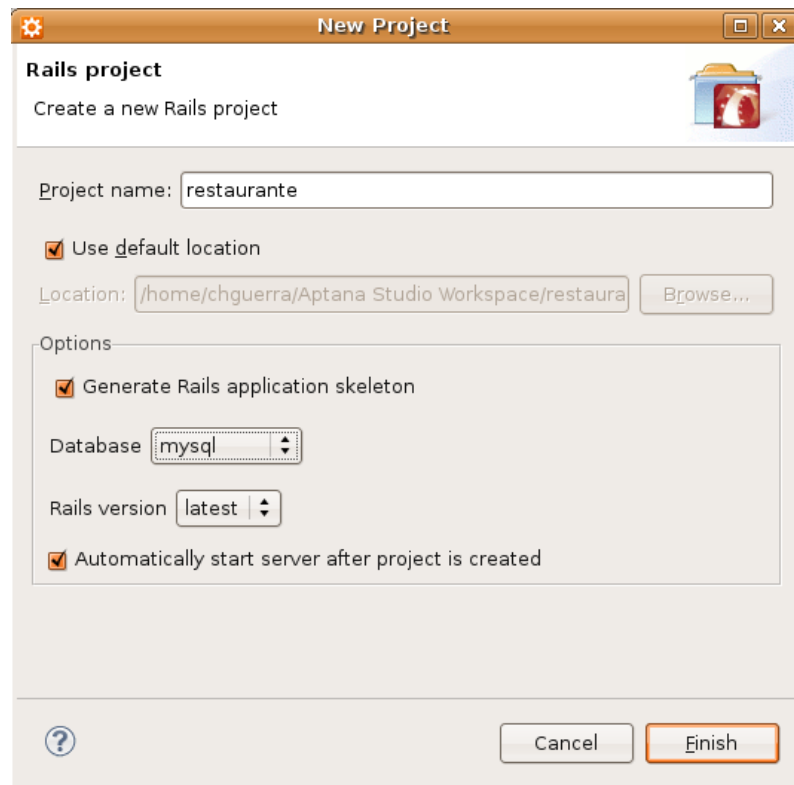 New Project
Rails project
Create a new Rails project
Project name: restaurante
Use default location
Location: /home/chguerra/Aptana Studio Workspace/restaura Browse...
Options
Generate Rails application skeleton
Database mysql
Rails version latest
Automatically start server after project is created
? Cancel Finish